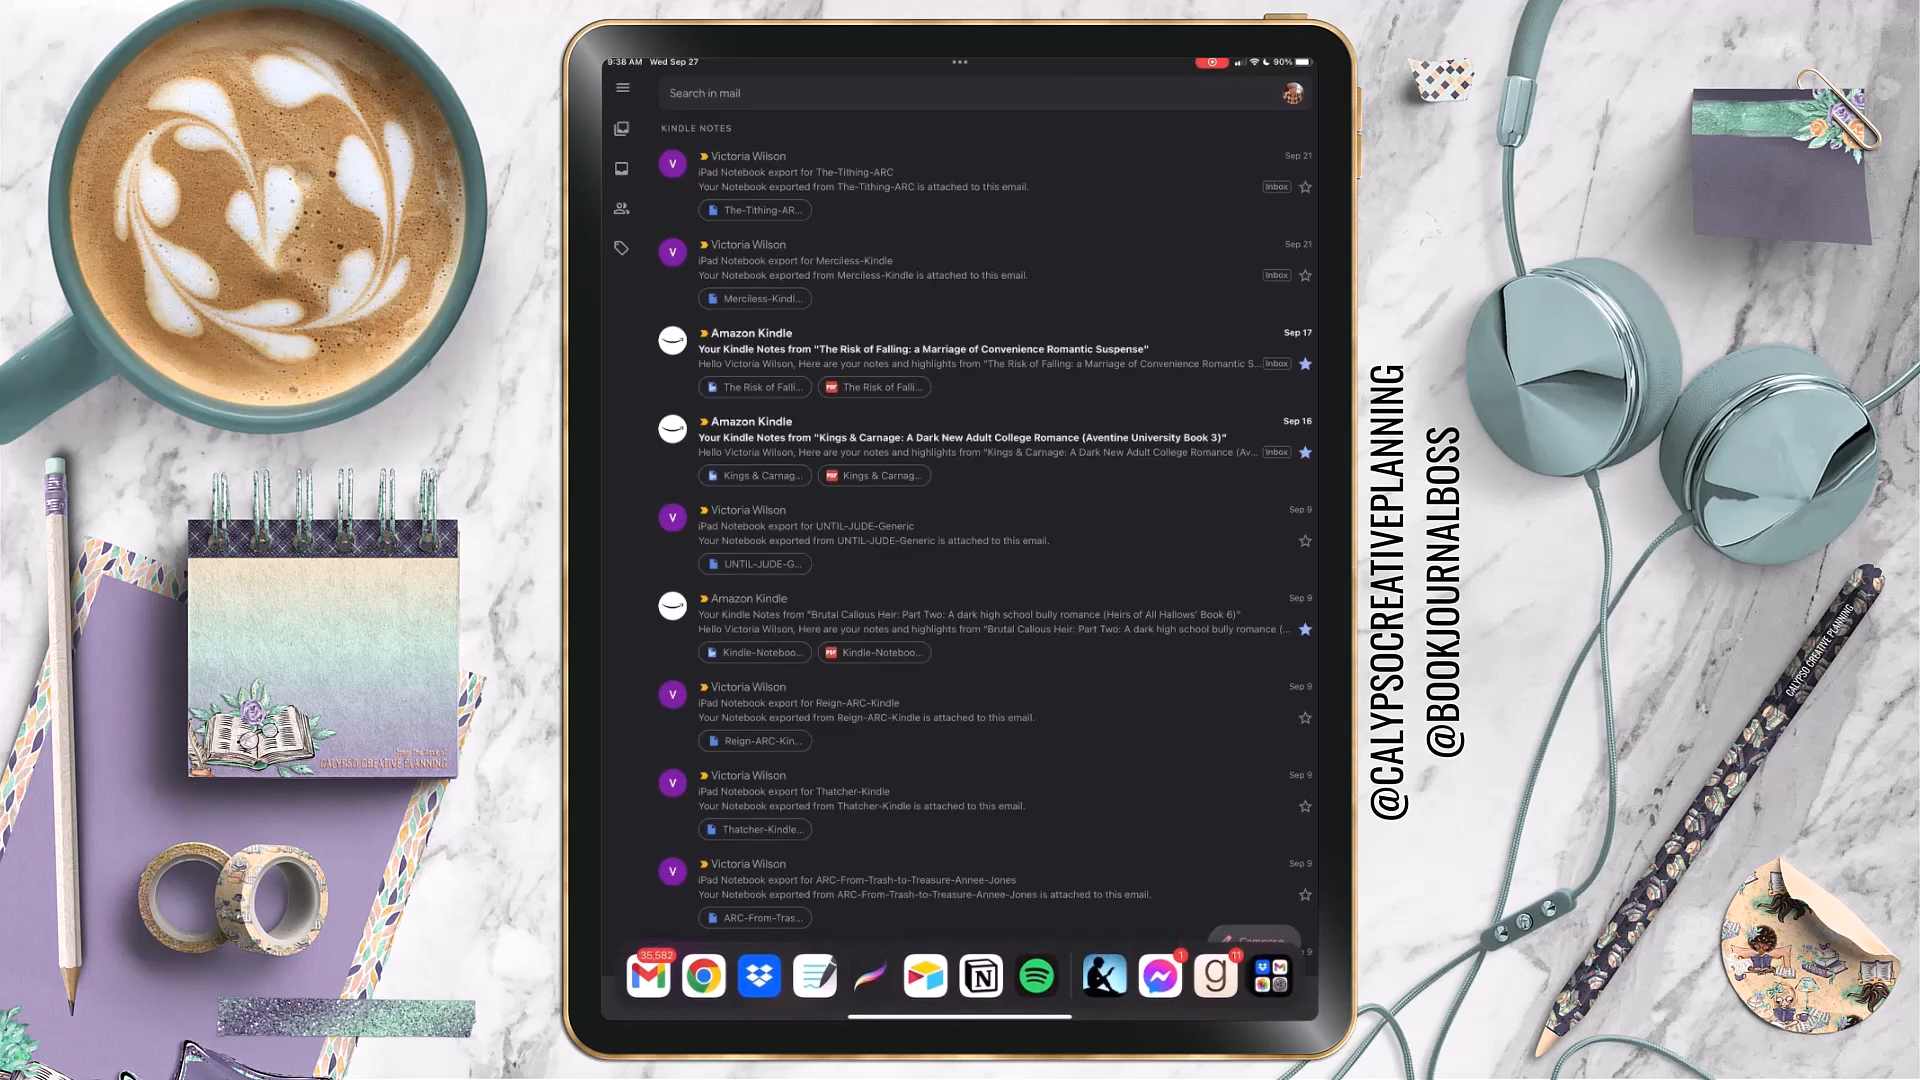 9:38 AM Wed Sep 27
90%
Search in mail
KINDLE NOTES
Victoria Wilson
Sep 21
iPad Notebook export for The-Tithing-ARC
Your Notebook exported from The-Tithing-ARC is attached to this email.
Inbox
The-Tithing-AR...
Victoria Wilson
Sep 21
iPad Notebook export for Merciless-Kindle
Your Notebook exported from Merciless-Kindle is attached to this email.
Inbox
Merciless-Kindl...
Amazon Kindle
Sep 17
Your Kindle Notes from "The Risk of Falling: a Marriage of Convenience Romantic Suspense"
Hello Victoria Wilson, Here are your notes and highlights from "The Risk of Falling: a Marriage of Convenience Romantic S...
Inbox
The Risk of Falli...
PDF The Risk of Falli...
Amazon Kindle
Sep 16
Your Kindle Notes from "Kings & Carnage: A Dark New Adult College Romance (Aventine University Book 3)"
Hello Victoria Wilson, Here are your notes and highlights from "Kings & Carnage: A Dark New Adult College Romance (Av...
Inbox
Kings & Carnag...
PDF Kings & Carnag...
Victoria Wilson
Sep 9
iPad Notebook export for UNTIL-JUDE-Generic
Your Notebook exported from UNTIL-JUDE-Generic is attached to this email.
UNTIL-JUDE-G...
Amazon Kindle
Sep 9
Your Kindle Notes from "Brutal Callous Heir: Part Two: A dark high school bully romance (Heirs of All Hallows' Book 6)"
Hello Victoria Wilson, Here are your notes and highlights from "Brutal Callous Heir: Part Two: A dark high school bully romance (...
Kindle-Noteboo...
PDF Kindle-Noteboo...
Victoria Wilson
Sep 9
iPad Notebook export for Reign-ARC-Kindle
Your Notebook exported from Reign-ARC-Kindle is attached to this email.
Reign-ARC-Kin...
Victoria Wilson
Sep 9
iPad Notebook export for Thatcher-Kindle
Your Notebook exported from Thatcher-Kindle is attached to this email.
Thatcher-Kindle...
Victoria Wilson
Sep 9
iPad Notebook export for ARC-From-Trash-to-Treasure-Annee-Jones
Your Notebook exported from ARC-From-Trash-to-Treasure-Annee-Jones is attached to this email.
ARC-From-Tras...
Compose
9
35,582
1
11
@CALYPSOCREATIVEPLANNING
@BOOKJOURNALBOSS
from the desk of
CALYPSO CREATIVE PLANNING
CALYPSO CREATIVE PLANNING